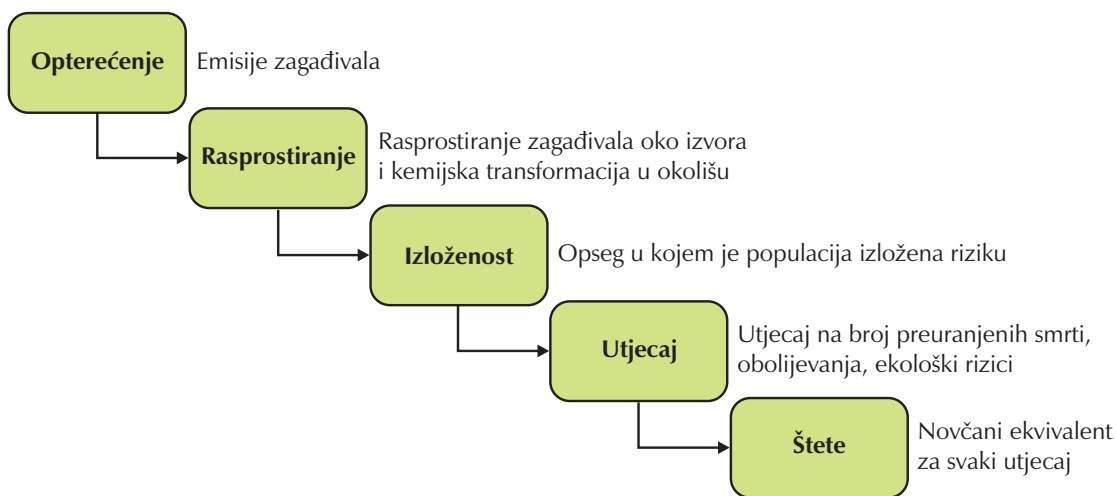 Opterećenje
Emisije zagađivala
Rasprostiranje
Rasprostiranje zagađivala oko izvora
i kemijska transformacija u okolišu
Izloženost
Opseg u kojem je populacija izložena riziku
Utjecaj
Utjecaj na broj preuranjenih smrti,
obolijevanja, ekološki rizici
Štete
Novčani ekvivalent
za svaki utjecaj